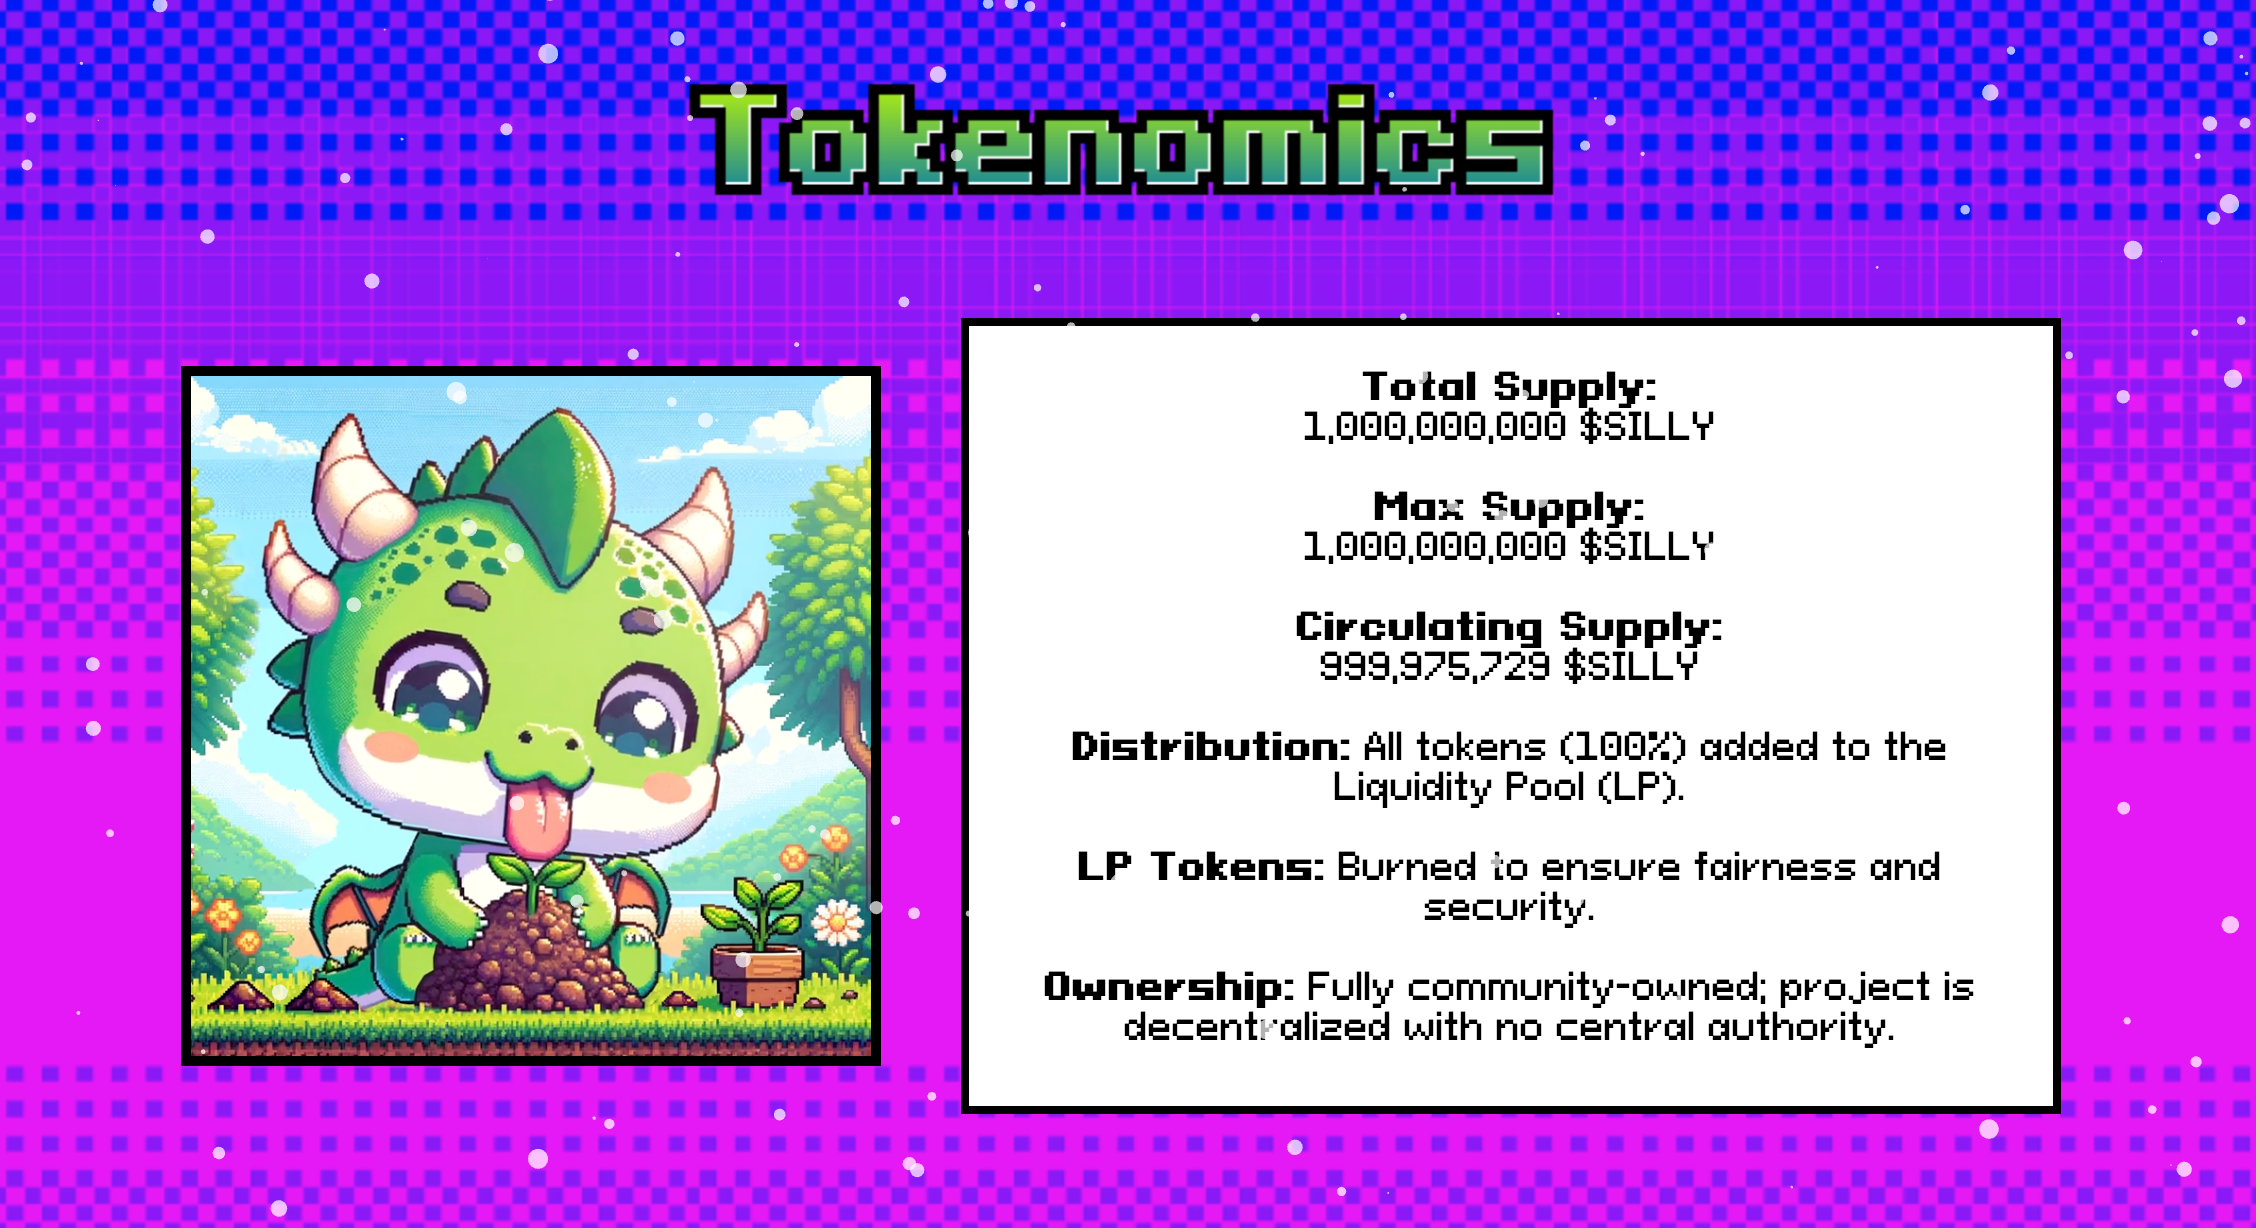 Tokenomics
Total Supply:
1,000,000,000 $SILLY
Max Supply:
1,000,000,000 $SILLY
Circulating Supply:
999,975,729 $SILLY
Distribution: All tokens (100%) added to the
Liquidity Pool (LP).
LP Tokens: Burned to ensure fairness and
security.
Ownership: Fully community-owned; project is
decentralized with no central authority.